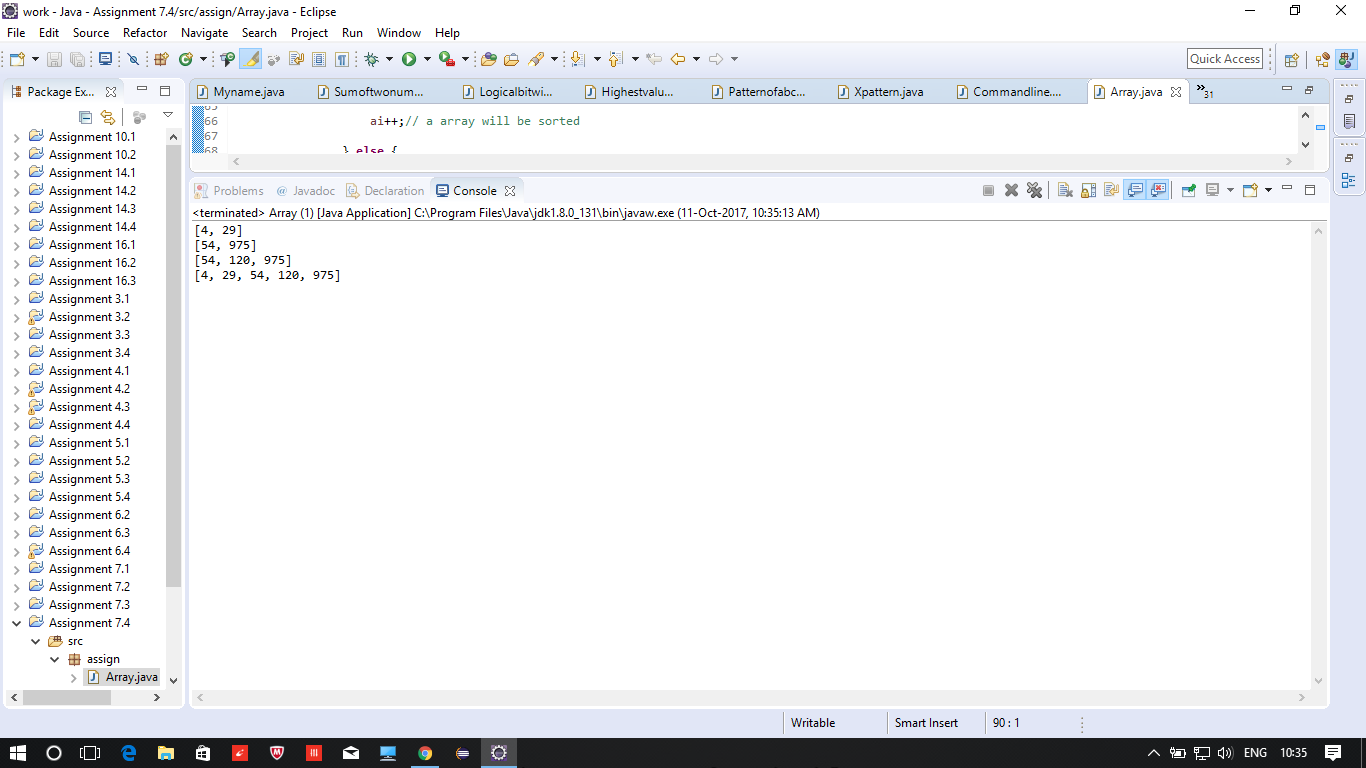 work - Java - Assignment 7.4/src/assign/Array.java - Eclipse
File Edit Source Refactor Navigate Search Project Run Window Help
Quick Access
Package Ex...
Myname.java Sumoftwonum... Logicalbitwi... Highestvalu... Patternofabc... Xpattern.java Commandline.... Array.java »31
66 ai++;// a array will be sorted
67
68 } else {
Problems @ Javadoc Declaration Console
<terminated> Array (1) [Java Application] C:\Program Files\Java\jdk1.8.0_131\bin\javaw.exe (11-Oct-2017, 10:35:13 AM)
[4, 29]
[54, 975]
[54, 120, 975]
[4, 29, 54, 120, 975]
Assignment 10.1
Assignment 10.2
Assignment 14.1
Assignment 14.2
Assignment 14.3
Assignment 14.4
Assignment 16.1
Assignment 16.2
Assignment 16.3
Assignment 3.1
Assignment 3.2
Assignment 3.3
Assignment 3.4
Assignment 4.1
Assignment 4.2
Assignment 4.3
Assignment 4.4
Assignment 5.1
Assignment 5.2
Assignment 5.3
Assignment 5.4
Assignment 6.2
Assignment 6.3
Assignment 6.4
Assignment 7.1
Assignment 7.2
Assignment 7.3
Assignment 7.4
src
assign
Array.java
Writable Smart Insert 90 : 1
ENG 10:35